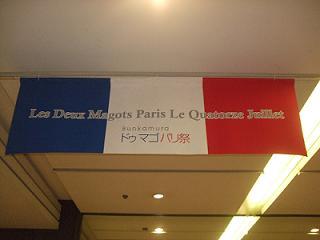 Les Deux Magots Paris Le Quatorze Juillet
Bunkamura
ドゥ マゴ パリ祭